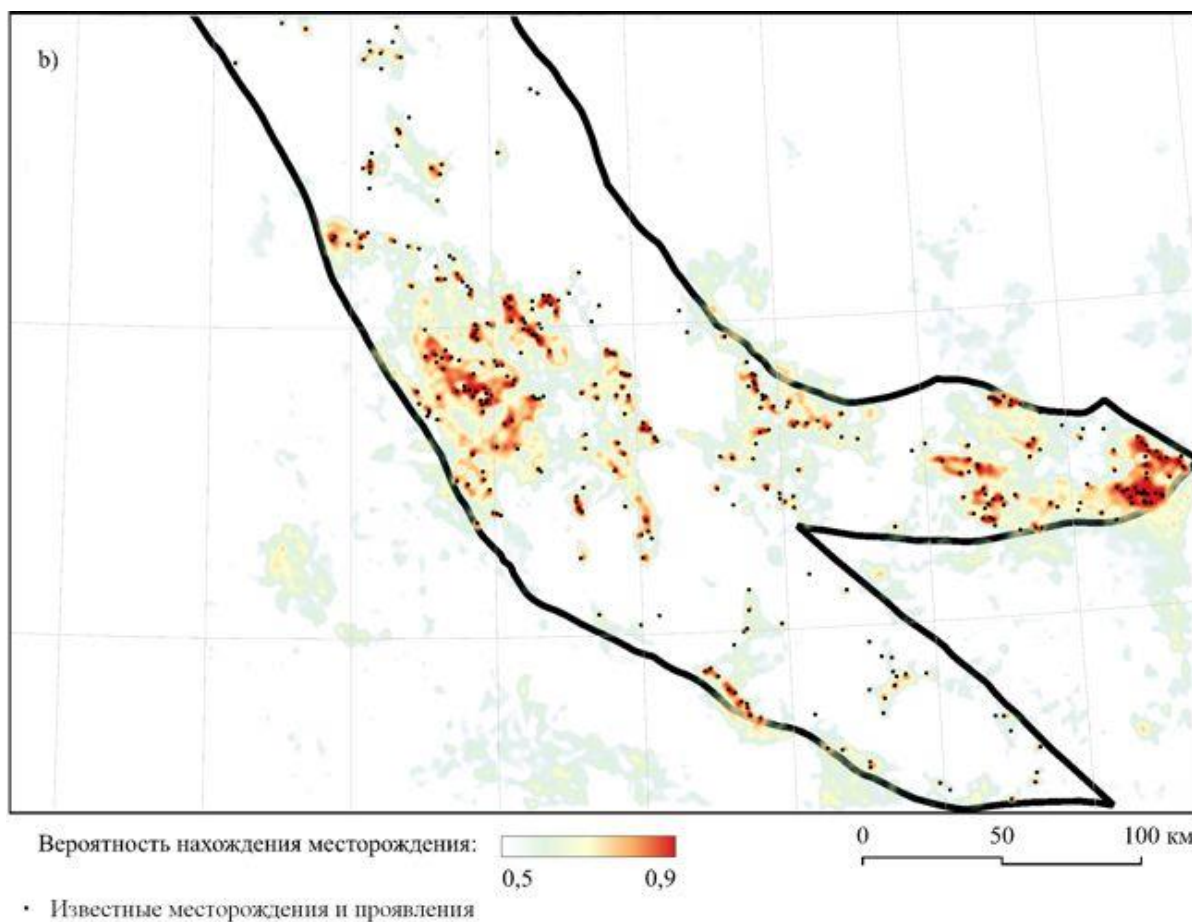 b)
Вероятность нахождения месторождения:
0,5 0,9
0 50 100 км
• Известные месторождения и проявления